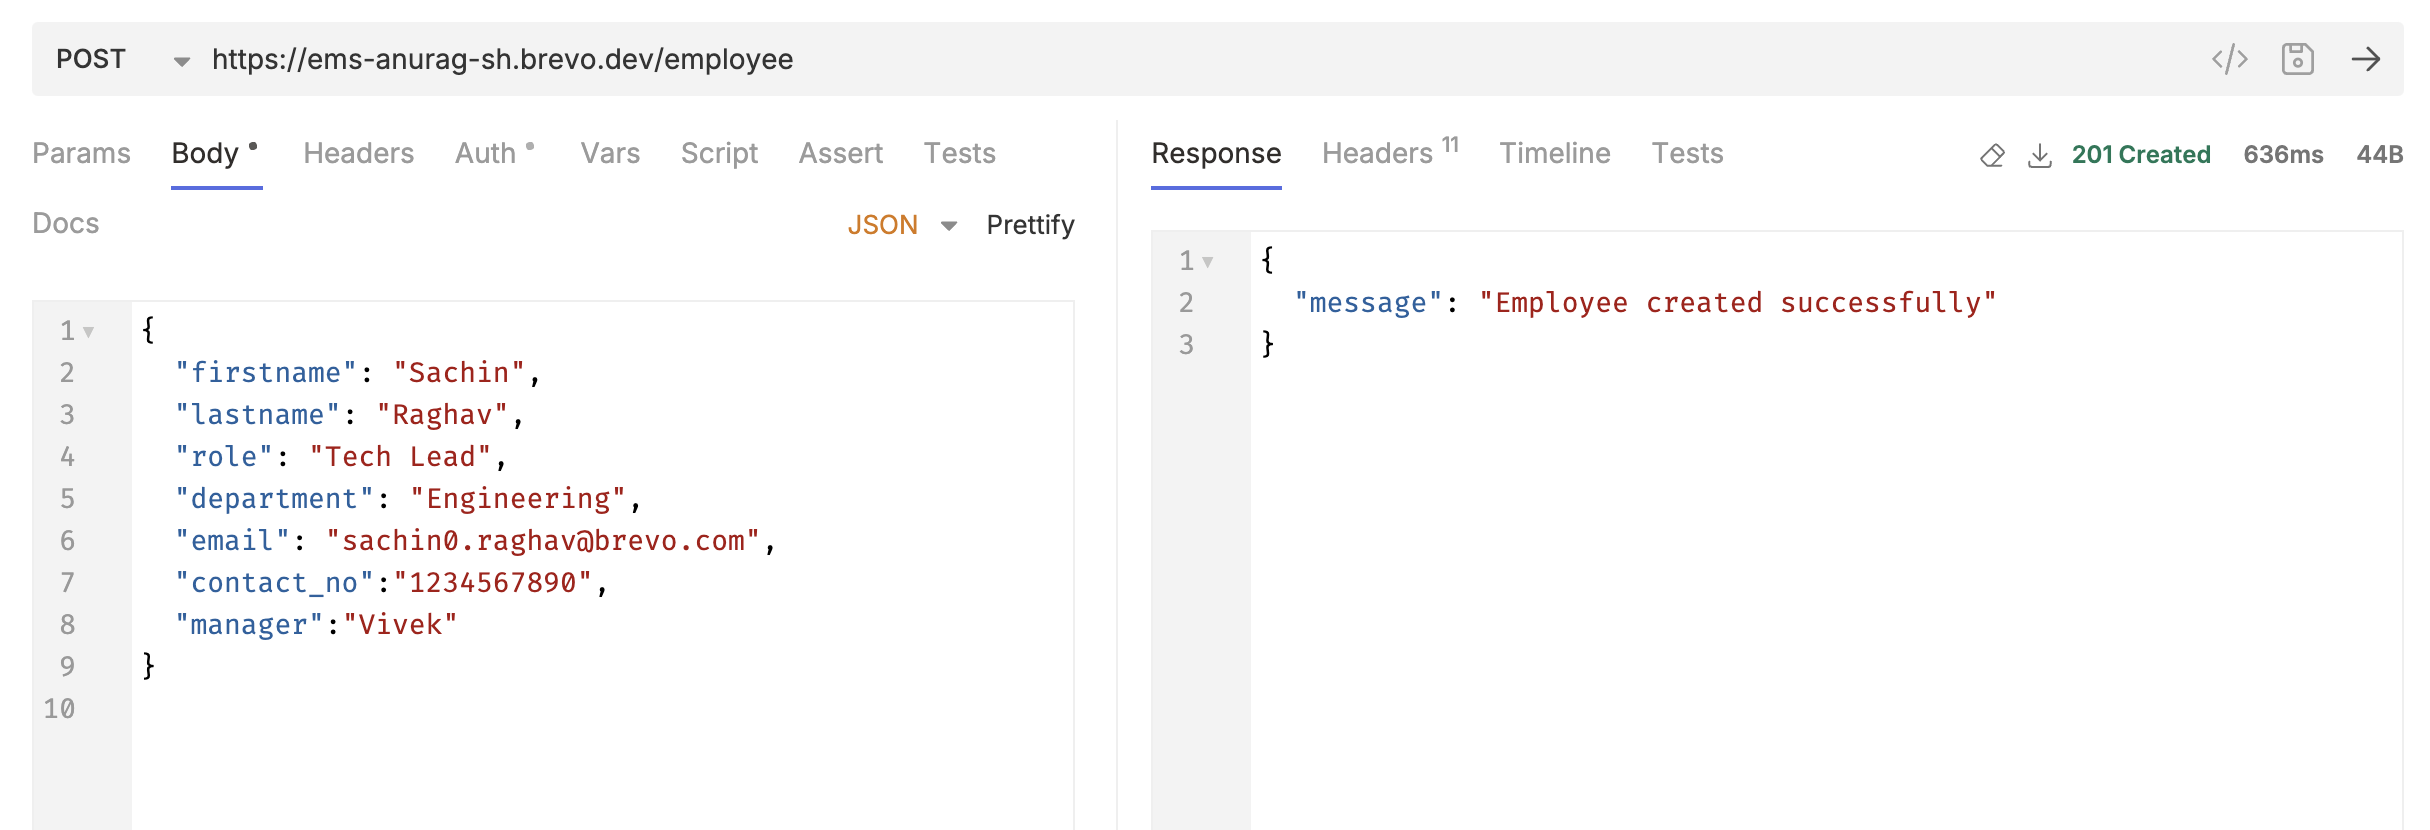 POST https://ems-anurag-sh.brevo.dev/employee </>
Params Body Headers Auth Vars Script Assert Tests
Docs JSON Prettify
1 {
2 "firstname": "Sachin",
3 "lastname": "Raghav",
4 "role": "Tech Lead",
5 "department": "Engineering",
6 "email": "sachin0.raghav@brevo.com",
7 "contact_no":"1234567890",
8 "manager":"Vivek"
9 }
10
Response Headers 11 Timeline Tests 201 Created 636ms 44B
1 {
2 "message": "Employee created successfully"
3 }